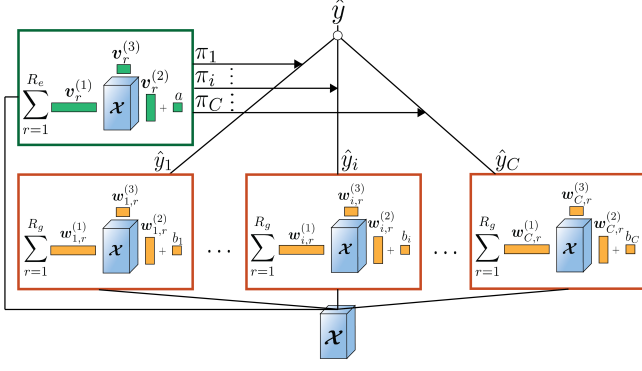 ŷ
∑_{r=1}^{R_e} v_r^{(1)} v_r^{(3)} 𝒳 v_r^{(2)} + a
π_1
⋮
π_i
⋮
π_C
ŷ_1 ŷ_i ŷ_C
∑_{r=1}^{R_g} w_{1,r}^{(1)} w_{1,r}^{(3)} 𝒳 w_{1,r}^{(2)} + b_1 ... ∑_{r=1}^{R_g} w_{i,r}^{(1)} w_{i,r}^{(3)} 𝒳 w_{i,r}^{(2)} + b_i ... ∑_{r=1}^{R_g} w_{C,r}^{(1)} w_{C,r}^{(3)} 𝒳 w_{C,r}^{(2)} + b_C
𝒳